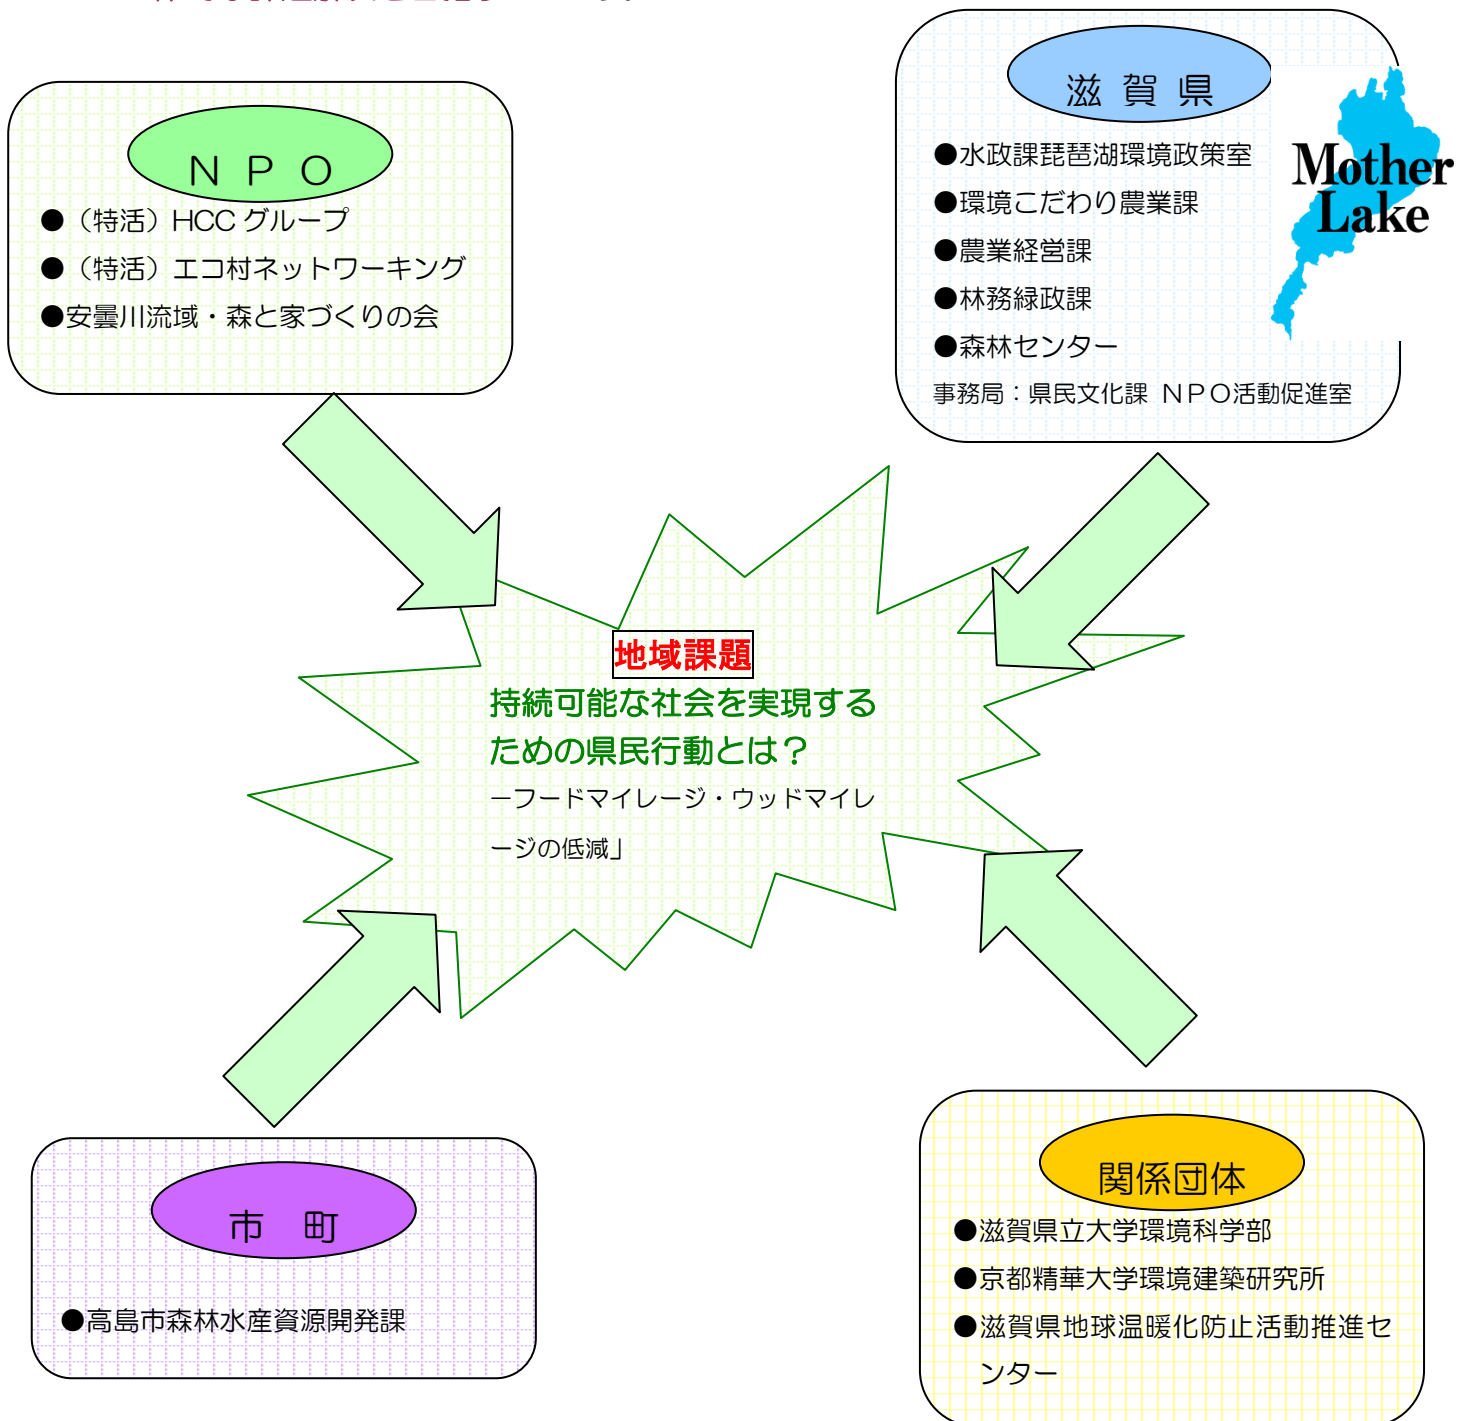 ＮＰＯ
●（特活）HCCグループ
●（特活）エコ村ネットワーキング
●安曇川流域・森と家づくりの会
滋賀県
●水政課琵琶湖環境政策室
●環境こだわり農業課
●農業経営課
●林務緑政課
●森林センター
事務局：県民文化課 ＮＰＯ活動促進室
Mother
Lake
地域課題
持続可能な社会を実現する
ための県民行動とは？
－フードマイレージ・ウッドマイレ
ージの低減」
市　町
●高島市森林水産資源開発課
関係団体
●滋賀県立大学環境科学部
●京都精華大学環境建築研究所
●滋賀県地球温暖化防止活動推進セ
ンター